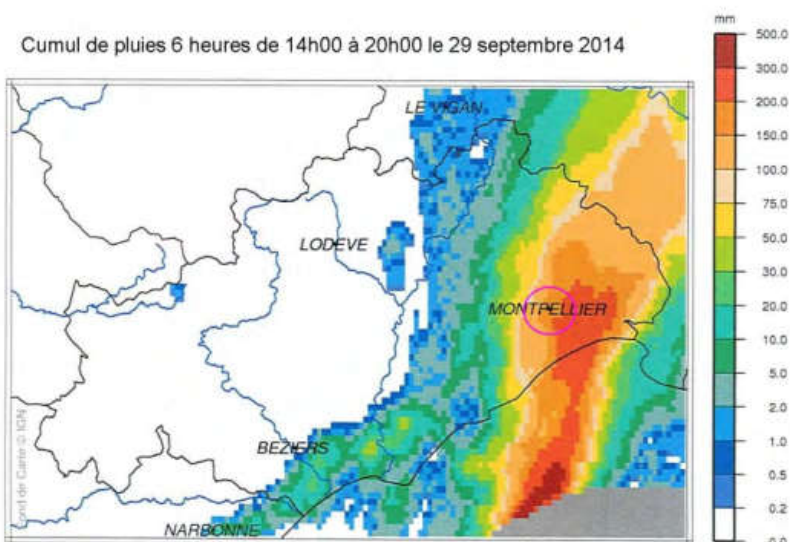 mm
Cumul de pluies 6 heures de 14h00 à 20h00 le 29 septembre 2014
500.0
300.0
200.0
150.0
100.0
75.0
50.0
30.0
20.0
10.0
5.0
2.0
1.0
0.5
0.2
0.0
LE VIGAN
LODEVE
MONTPELLIER
BEZIERS
NARBONNE
Fond de Carte © IGN